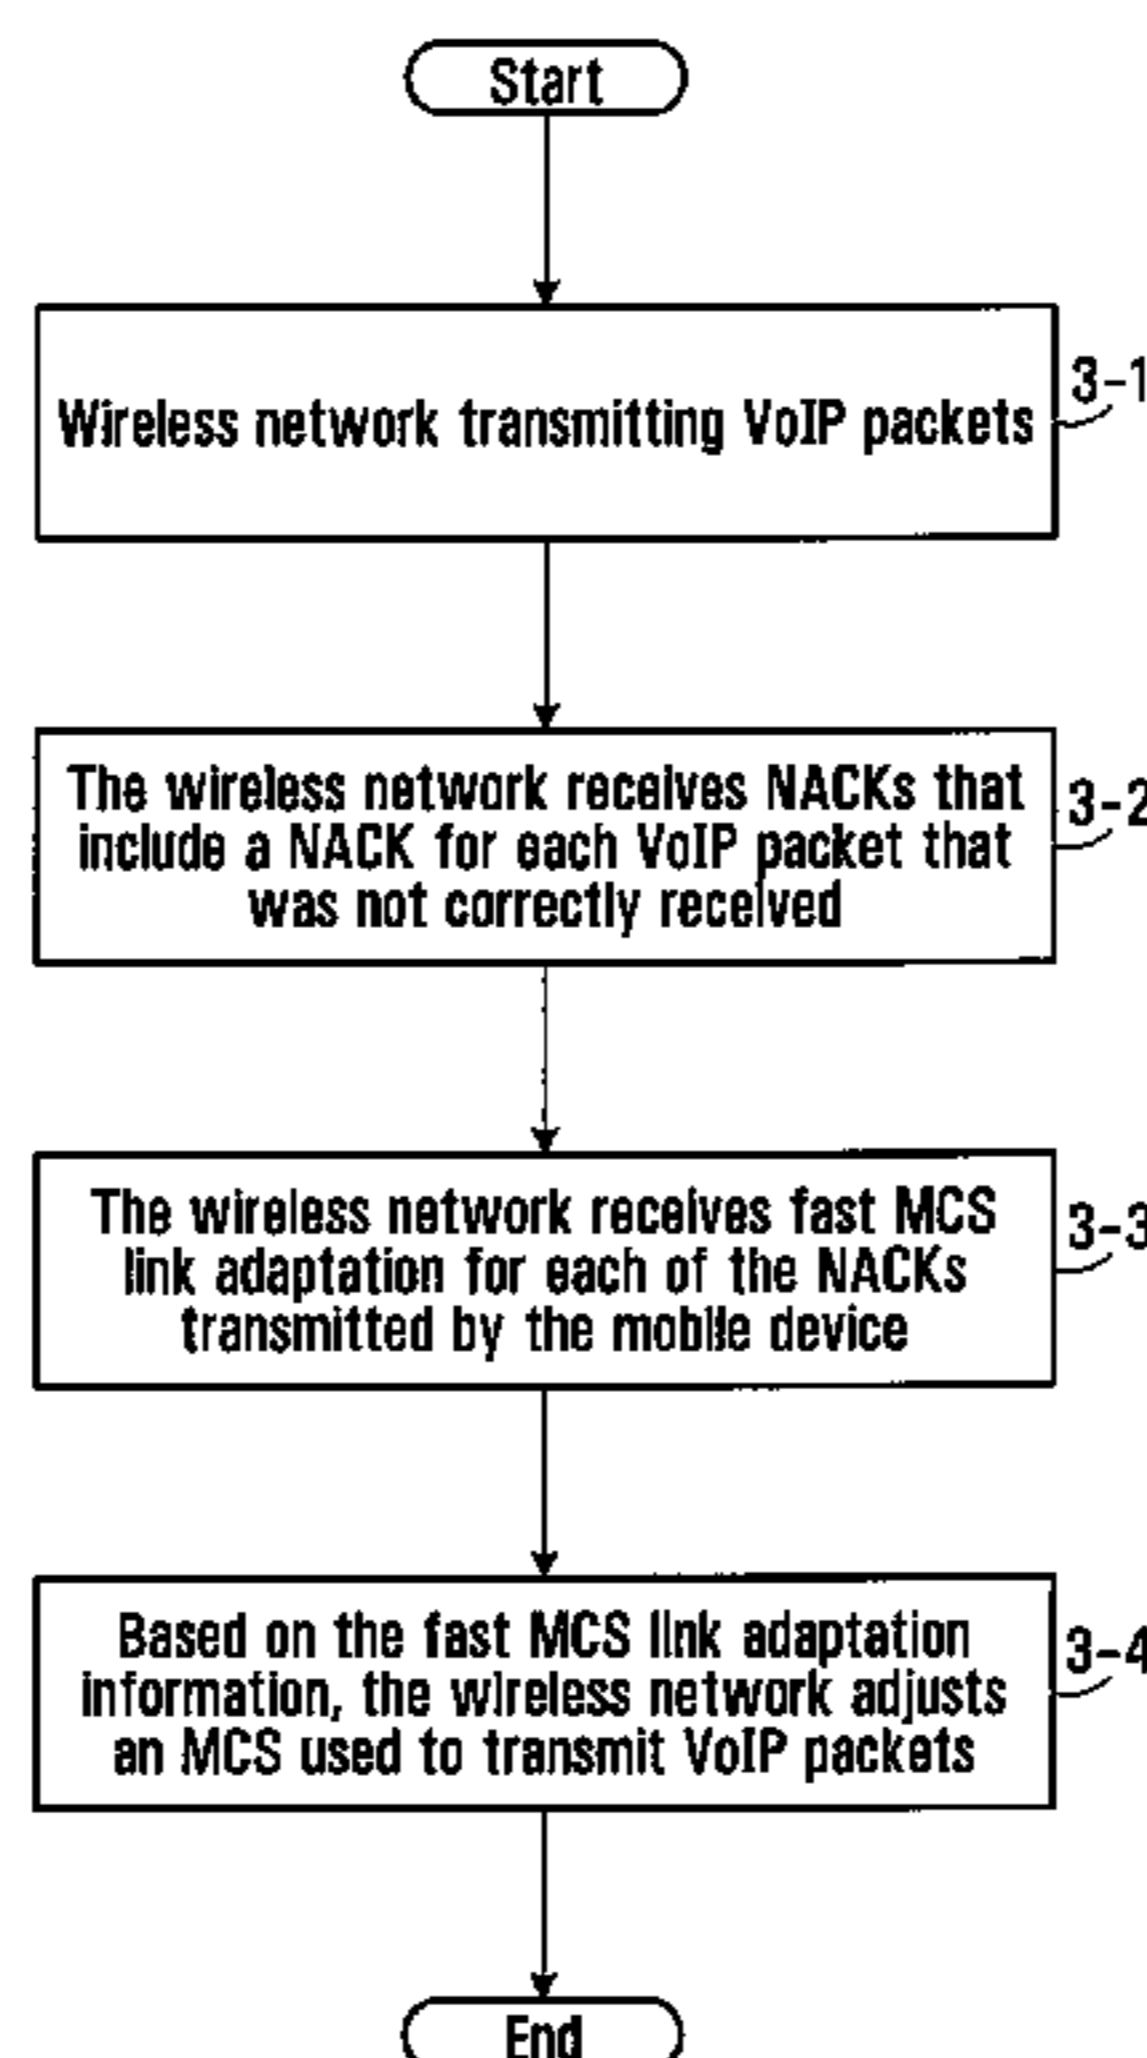 Start
Wireless network transmitting VoIP packets
3-1
The wireless network receives NACKs that
include a NACK for each VoIP packet that
was not correctly received
3-2
The wireless network receives fast MCS
link adaptation for each of the NACKs
transmitted by the mobile device
3-3
Based on the fast MCS link adaptation
information, the wireless network adjusts
an MCS used to transmit VoIP packets
3-4
End